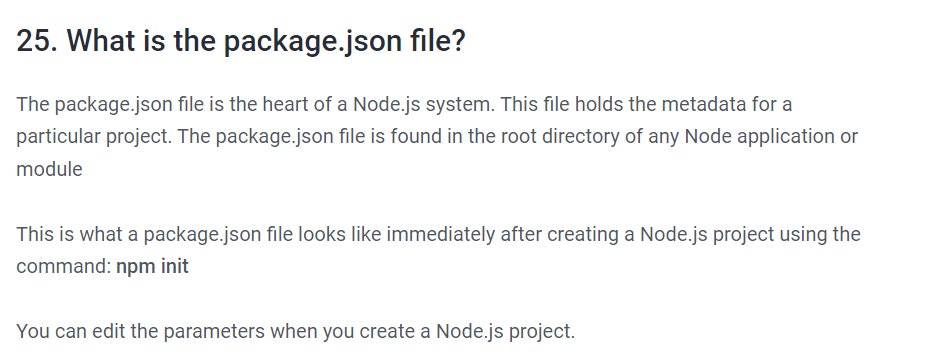 25. What is the package.json file?
The package.json file is the heart of a Node.js system. This file holds the metadata for a
particular project. The package.json file is found in the root directory of any Node application or
module
This is what a package.json file looks like immediately after creating a Node.js project using the
command: npm init
You can edit the parameters when you create a Node.js project.